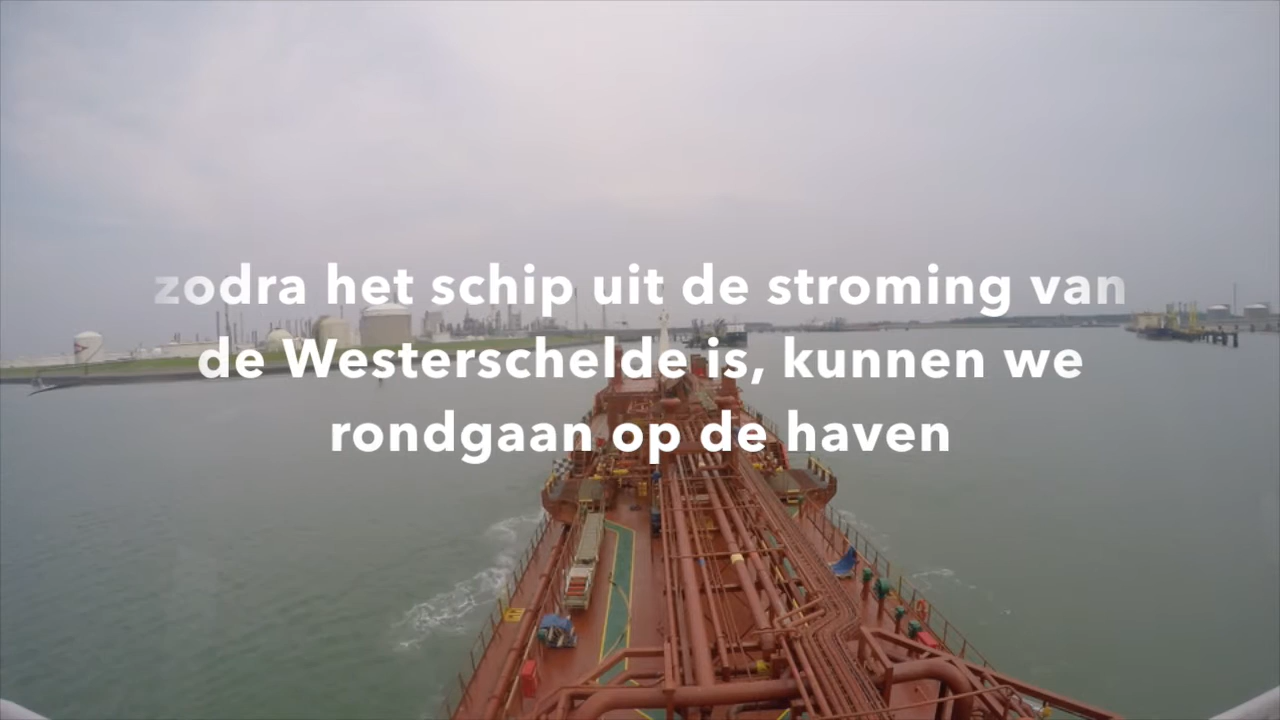 zodra het schip uit de stroming van
de Westerschelde is, kunnen we
rondgaan op de haven